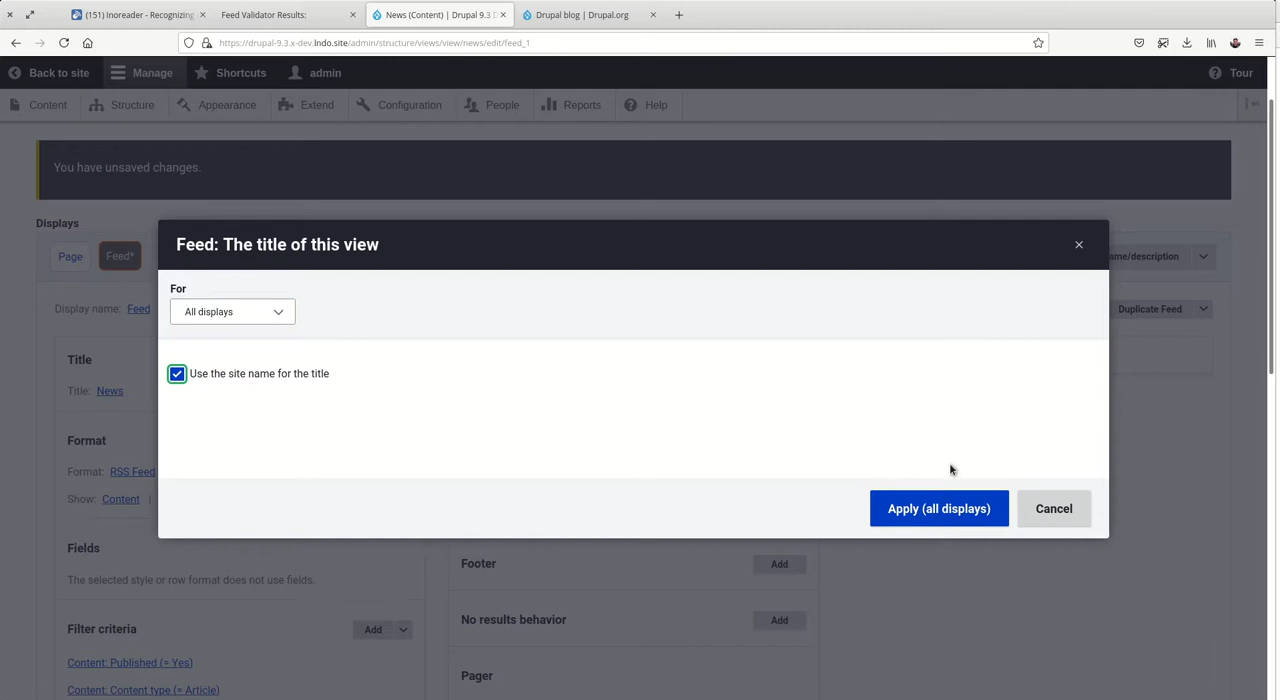 (151) Inoreader - Recognizing
Feed Validator Results:
News (Content) | Drupal 9.3
Drupal blog | Drupal.org
https://drupal-9.3.x-dev.lndo.site/admin/structure/views/view/news/edit/feed_1
Back to site
Manage
Shortcuts
admin
Tour
Content
Structure
Appearance
Extend
Configuration
People
Reports
Help
You have unsaved changes.
Displays
Page
Feed*
ame/description
Feed: The title of this view
For
All displays
Use the site name for the title
Apply (all displays)
Cancel
Display name: Feed
Duplicate Feed
Title
Title: News
Format
Format: RSS Feed
Show: Content |
Fields
The selected style or row format does not use fields.
Filter criteria
Add
Content: Published (= Yes)
Content: Content type (= Article)
Footer
Add
No results behavior
Add
Pager